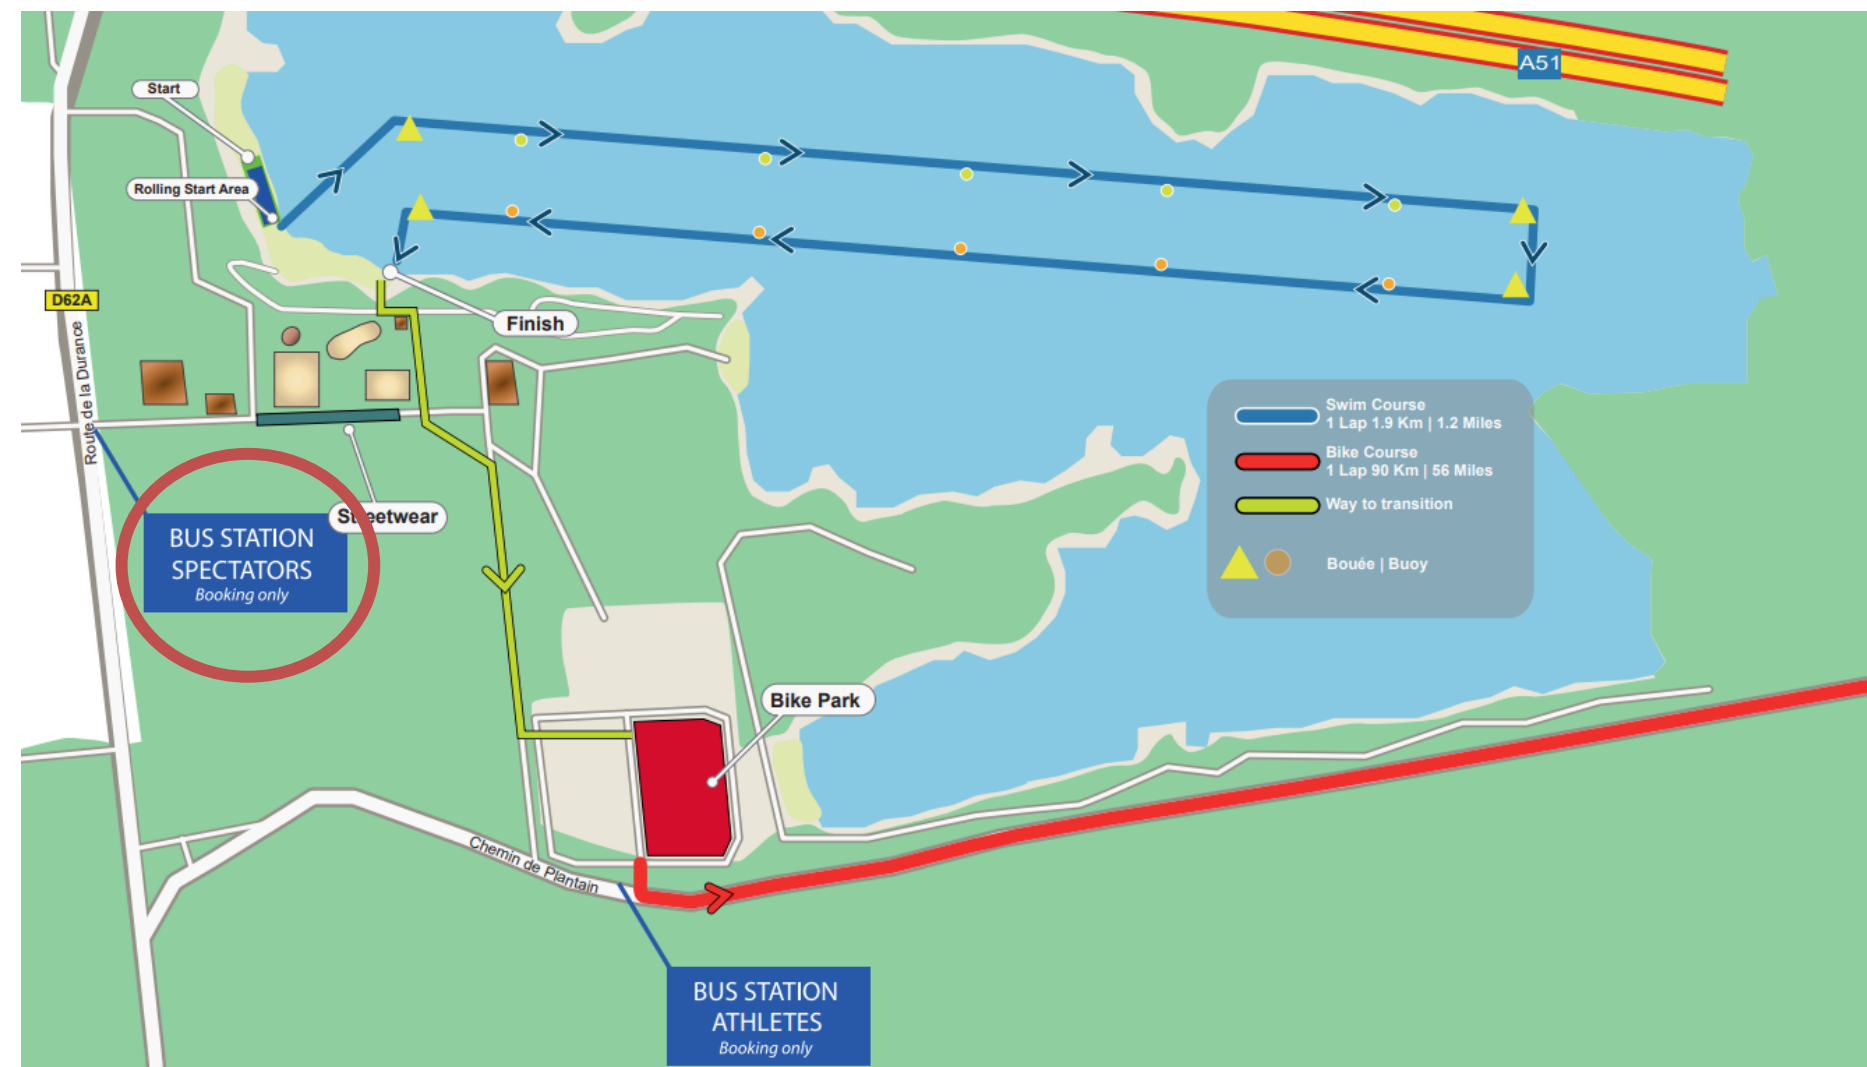 A51
Start
Rolling Start Area
D62A
Finish
Route de la Durance
Swim Course
1 Lap 1.9 Km | 1.2 Miles
Bike Course
1 Lap 90 Km | 56 Miles
Way to transition
Bouée | Buoy
Streetwear
BUS STATION
SPECTATORS
Booking only
Bike Park
Chemin de Plantain
BUS STATION
ATHLETES
Booking only